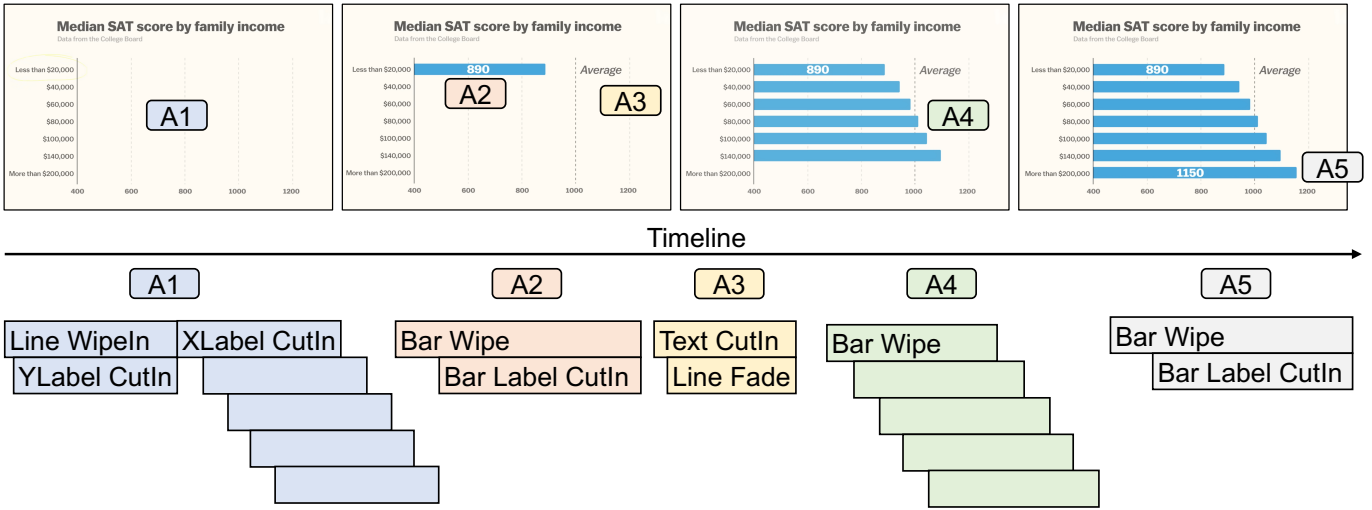 Median SAT score by family income
Data from the College Board
Less than $20,000
$40,000
$60,000
$80,000
$100,000
$140,000
More than $200,000
400 600 800 1000 1200
A1
Median SAT score by family income
Data from the College Board
Less than $20,000 890 Average
$40,000
$60,000
$80,000
$100,000
$140,000
More than $200,000
400 600 800 1000 1200
A2
A3
Median SAT score by family income
Data from the College Board
Less than $20,000 890 Average
$40,000
$60,000
$80,000
$100,000
$140,000
More than $200,000
400 600 800 1000 1200
A4
Median SAT score by family income
Data from the College Board
Less than $20,000 890 Average
$40,000
$60,000
$80,000
$100,000
$140,000
More than $200,000 1150
400 600 800 1000 1200
A5
Timeline
A1 A2 A3 A4 A5
Line WipeIn XLabel CutIn
YLabel CutIn
Bar Wipe
Bar Label CutIn
Text CutIn
Line Fade
Bar Wipe
Bar Wipe
Bar Label CutIn